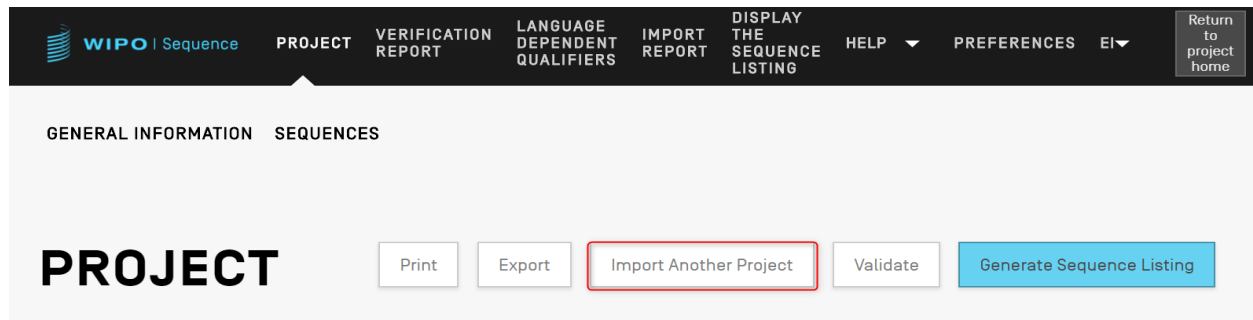 WIPO | Sequence
PROJECT
VERIFICATION
REPORT
LANGUAGE
DEPENDENT
QUALIFIERS
IMPORT
REPORT
DISPLAY
THE
SEQUENCE
LISTING
HELP
PREFERENCES
EI
Return
to
project
home
GENERAL INFORMATION SEQUENCES
PROJECT
Print
Export
Import Another Project
Validate
Generate Sequence Listing